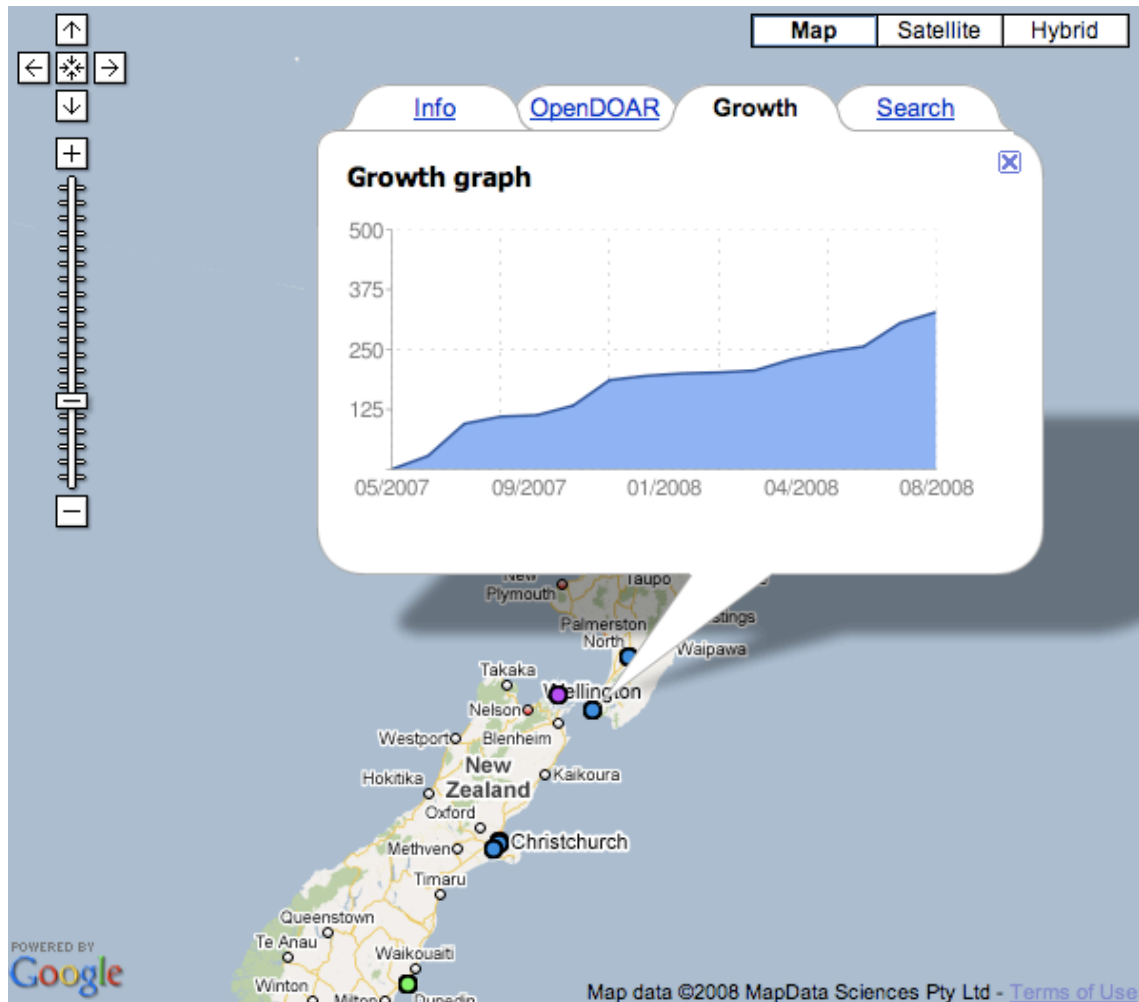 Map Satellite Hybrid
Info OpenDOAR Growth Search
Growth graph
500
375
250
125
05/2007 09/2007 01/2008 04/2008 08/2008
New
Plymouth
Taupo
Palmerston
North
stings
Waipawa
Takaka
Wellington
Nelson
Westport
Blenheim
New
Zealand
Hokitika
Kaikoura
Oxford
Methven
Christchurch
Timaru
Queenstown
Te Anau
Waikouaiti
Winton
Milton
Dunedin
POWERED BY
Google
Map data ©2008 MapData Sciences Pty Ltd - Terms of Use